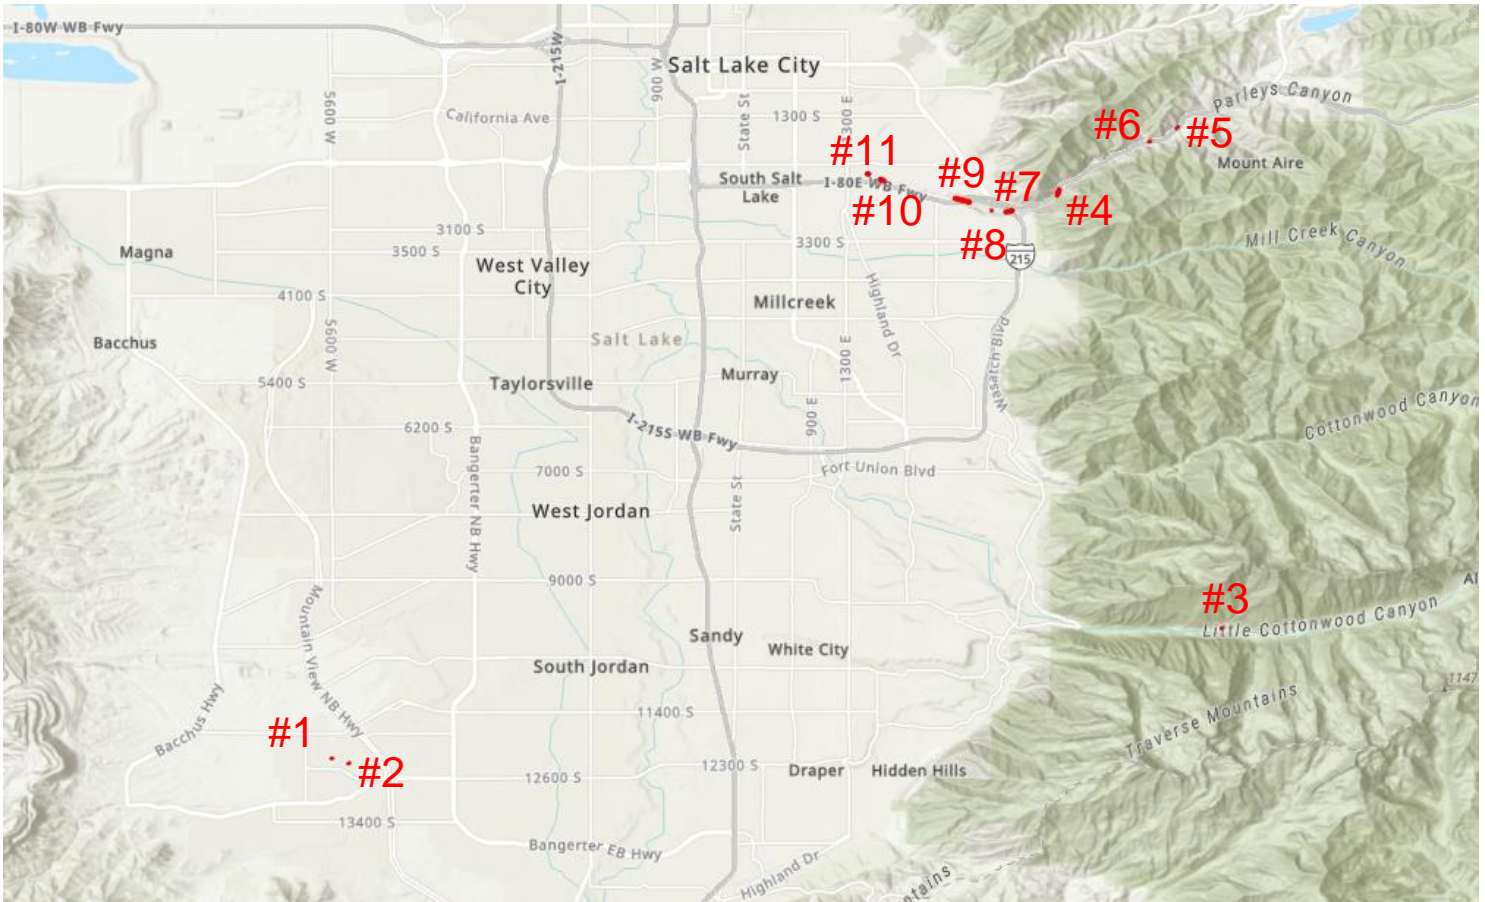 I-80W WB Fwy
I-215W
900 W
Salt Lake City
5600 W
California Ave
State St
1300 S
300 E
Parleys Canyon
#6
#5
#11
Mount Aire
South Salt
Lake
I-80E WB Fwy
#9
#7
#10
#4
#8
3100 S
3300 S
3500 S
Mill Creek Canyon
Magna
West Valley
City
215
4100 S
Millcreek
Highland Dr
5600 W
Salt Lake
Bacchus
1300 E
Wasatch Blvd
5400 S
Taylorsville
Murray
900 E
Cottonwood Canyon
6200 S
I-215S WB Fwy
Bangerter NB Hwy
7000 S
Fort Union Blvd
State St
West Jordan
9000 S
Al
#3
Mountain View NB Hwy
Sandy
White City
Little Cottonwood Canyon
South Jordan
1147
Bacchus Hwy
11400 S
Traverse Mountains
#1
#2
12600 S
12300 S
Draper
Hidden Hills
13400 S
Bangerter EB Hwy
Highland Dr
ntains